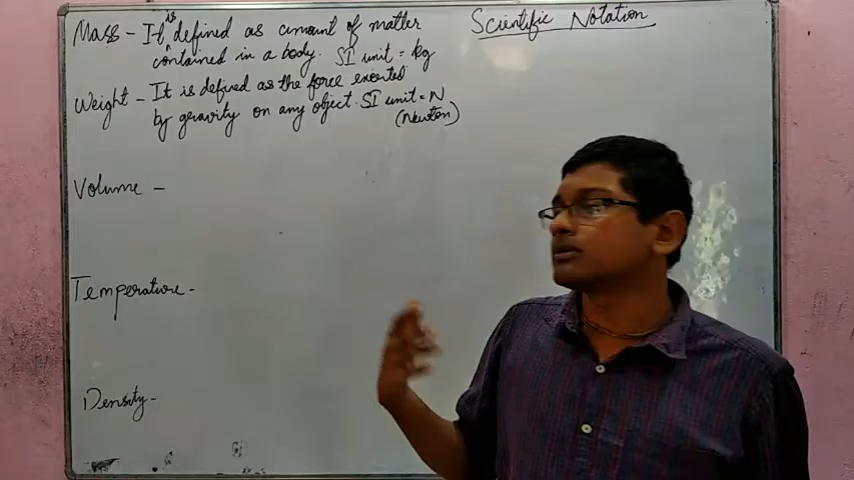 Mass - It is defined as amount of matter
contained in a body. SI unit = kg
Weight - It is defined as the force exerted
by gravity on any object. SI unit = N
(Newton)
Volume -
Temperature -
Density -
Scientific Notation